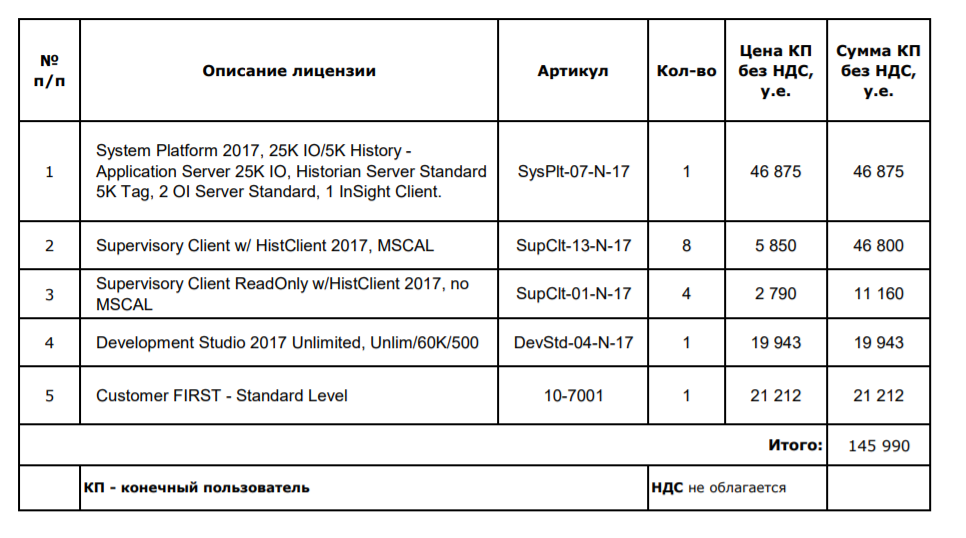 № п/п Описание лицензии Артикул Кол-во Цена КП без НДС, у.е. Сумма КП без НДС, у.е.
1 System Platform 2017, 25K IO/5K History -
Application Server 25K IO, Historian Server Standard SysPlt-07-N-17 1 46 875 46 875
5K Tag, 2 OI Server Standard, 1 InSight Client.
2 Supervisory Client w/ HistClient 2017, MSCAL SupClt-13-N-17 8 5 850 46 800
3 Supervisory Client ReadOnly w/HistClient 2017, no
MSCAL SupClt-01-N-17 4 2 790 11 160
4 Development Studio 2017 Unlimited, Unlim/60K/500 DevStd-04-N-17 1 19 943 19 943
5 Customer FIRST - Standard Level 10-7001 1 21 212 21 212
Итого: 145 990
КП - конечный пользователь НДС не облагается